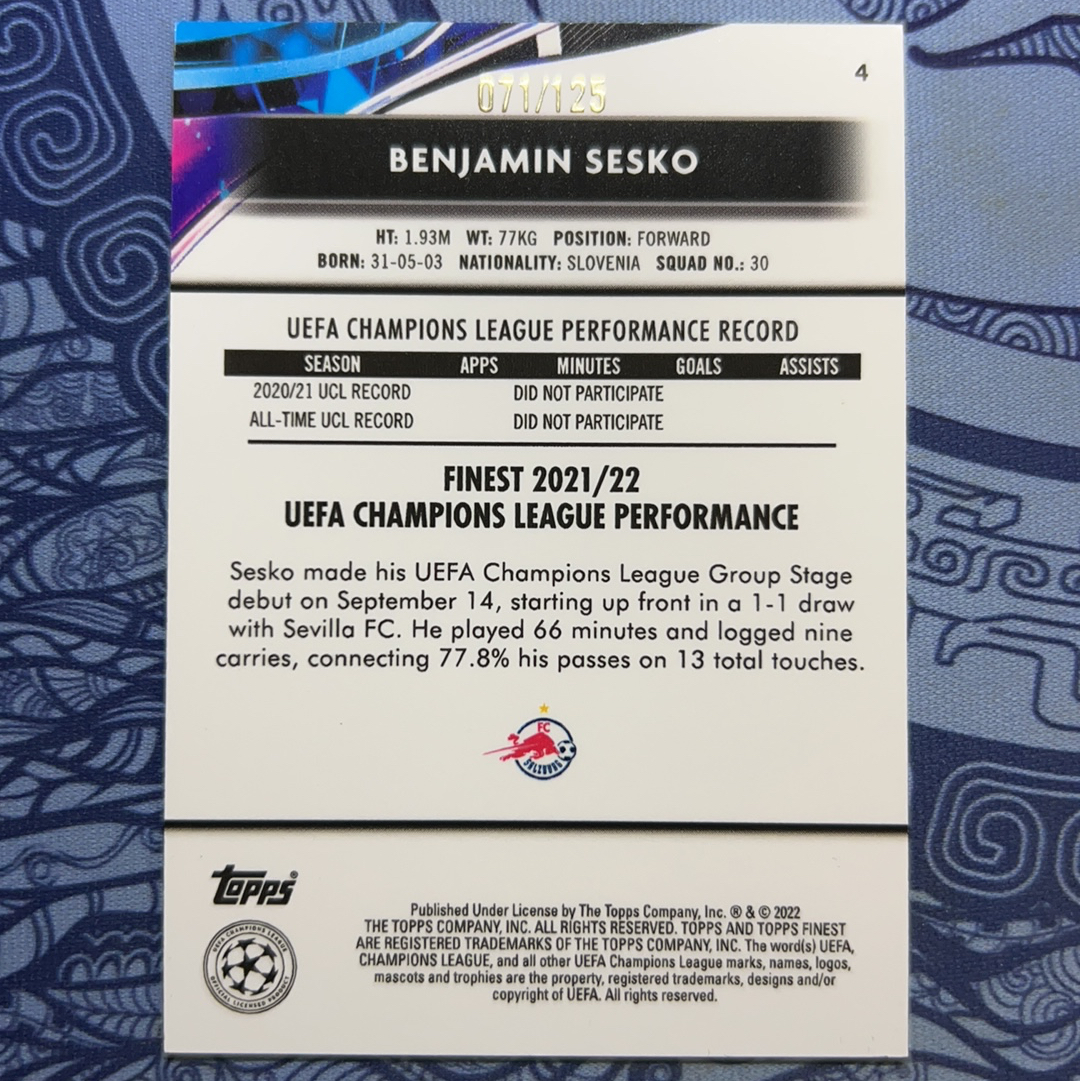 4
071/125
BENJAMIN SESKO
HT: 1.93M WT: 77KG POSITION: FORWARD
BORN: 31-05-03 NATIONALITY: SLOVENIA SQUAD NO.: 30
UEFA CHAMPIONS LEAGUE PERFORMANCE RECORD
SEASON APPS MINUTES GOALS ASSISTS
2020/21 UCL RECORD DID NOT PARTICIPATE
ALL-TIME UCL RECORD DID NOT PARTICIPATE
FINEST 2021/22
UEFA CHAMPIONS LEAGUE PERFORMANCE
Sesko made his UEFA Champions League Group Stage
debut on September 14, starting up front in a 1-1 draw
with Sevilla FC. He played 66 minutes and logged nine
carries, connecting 77.8% his passes on 13 total touches.
FC
SALZBURG
topps®
UEFA CHAMPIONS LEAGUE
OFFICIAL LICENSED PRODUCT
Published Under License by The Topps Company, Inc. ® & © 2022
THE TOPPS COMPANY, INC. ALL RIGHTS RESERVED. TOPPS AND TOPPS FINEST
ARE REGISTERED TRADEMARKS OF THE TOPPS COMPANY, INC. The word(s) UEFA,
CHAMPIONS LEAGUE, and all other UEFA Champions League marks, names, logos,
mascots and trophies are the property, registered trademarks, designs and/or
copyright of UEFA. All rights reserved.